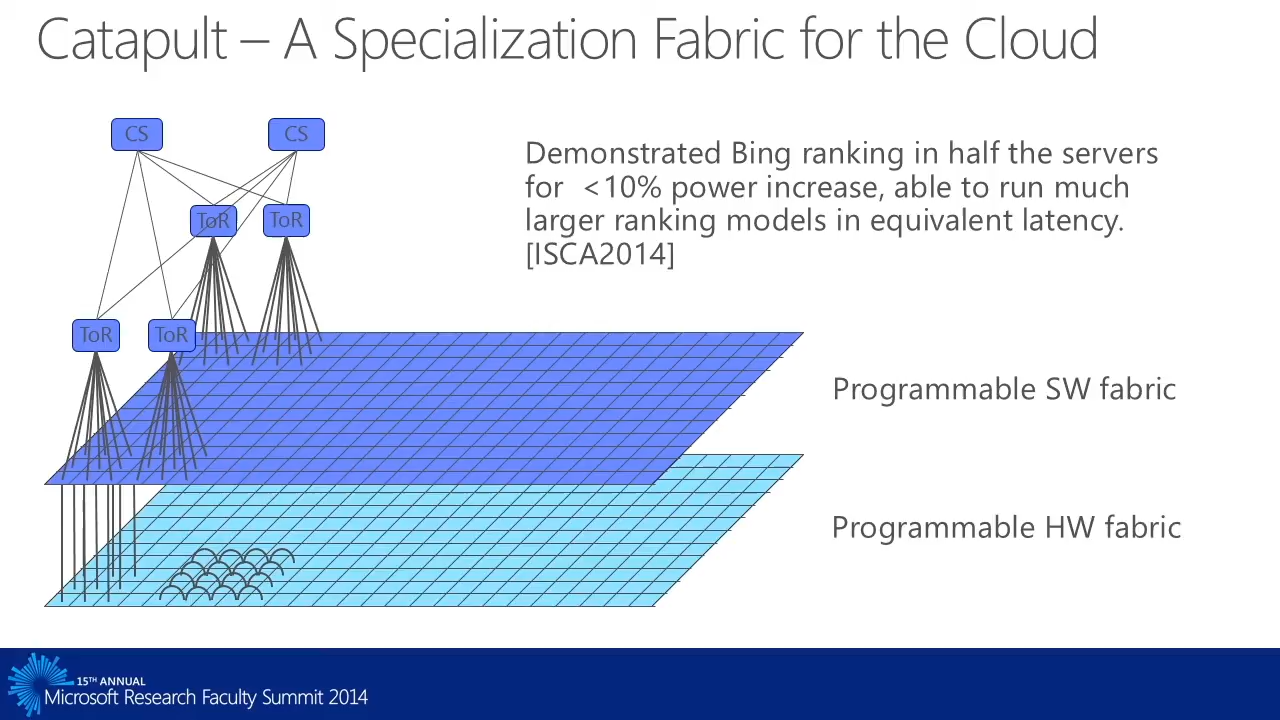 Catapult – A Specialization Fabric for the Cloud
CS
CS
Demonstrated Bing ranking in half the servers
for  <10% power increase, able to run much
larger ranking models in equivalent latency.
[ISCA2014]
ToR
ToR
ToR
ToR
Programmable SW fabric
Programmable HW fabric
15TH ANNUAL
Microsoft Research Faculty Summit 2014